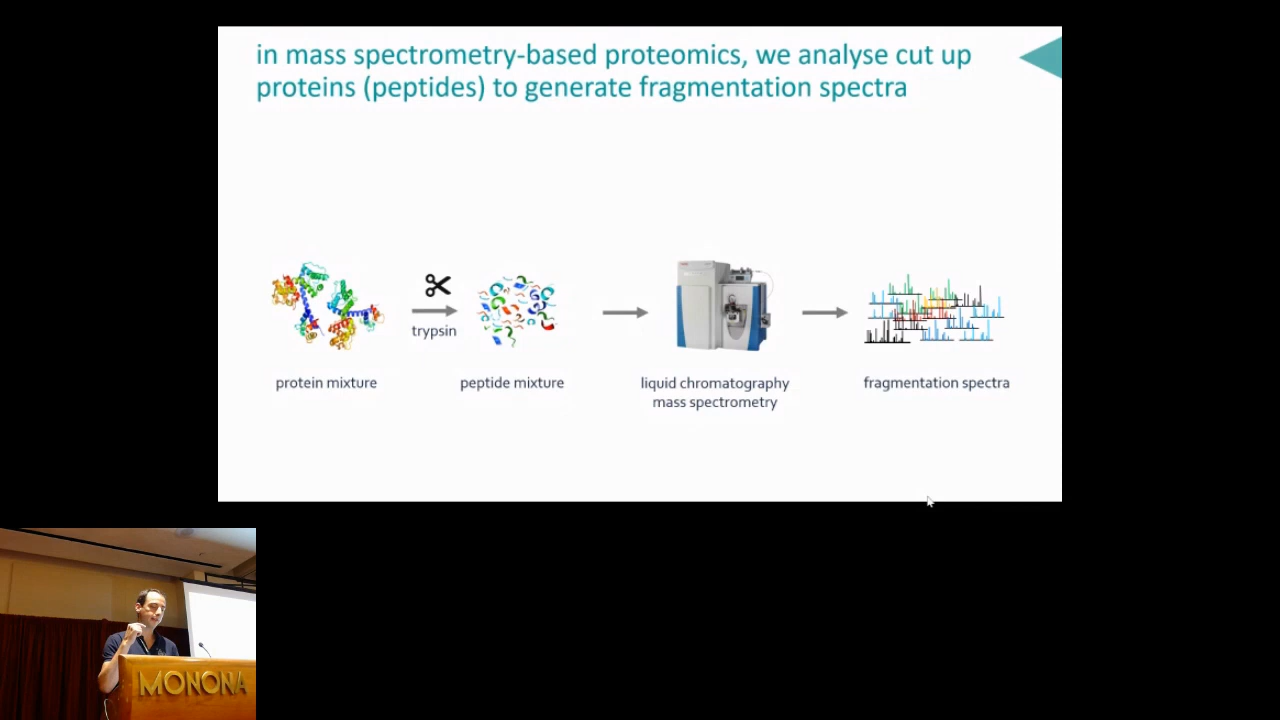 in mass spectrometry-based proteomics, we analyse cut up
proteins (peptides) to generate fragmentation spectra
trypsin
protein mixture
peptide mixture
liquid chromatography
mass spectrometry
fragmentation spectra
MONONA